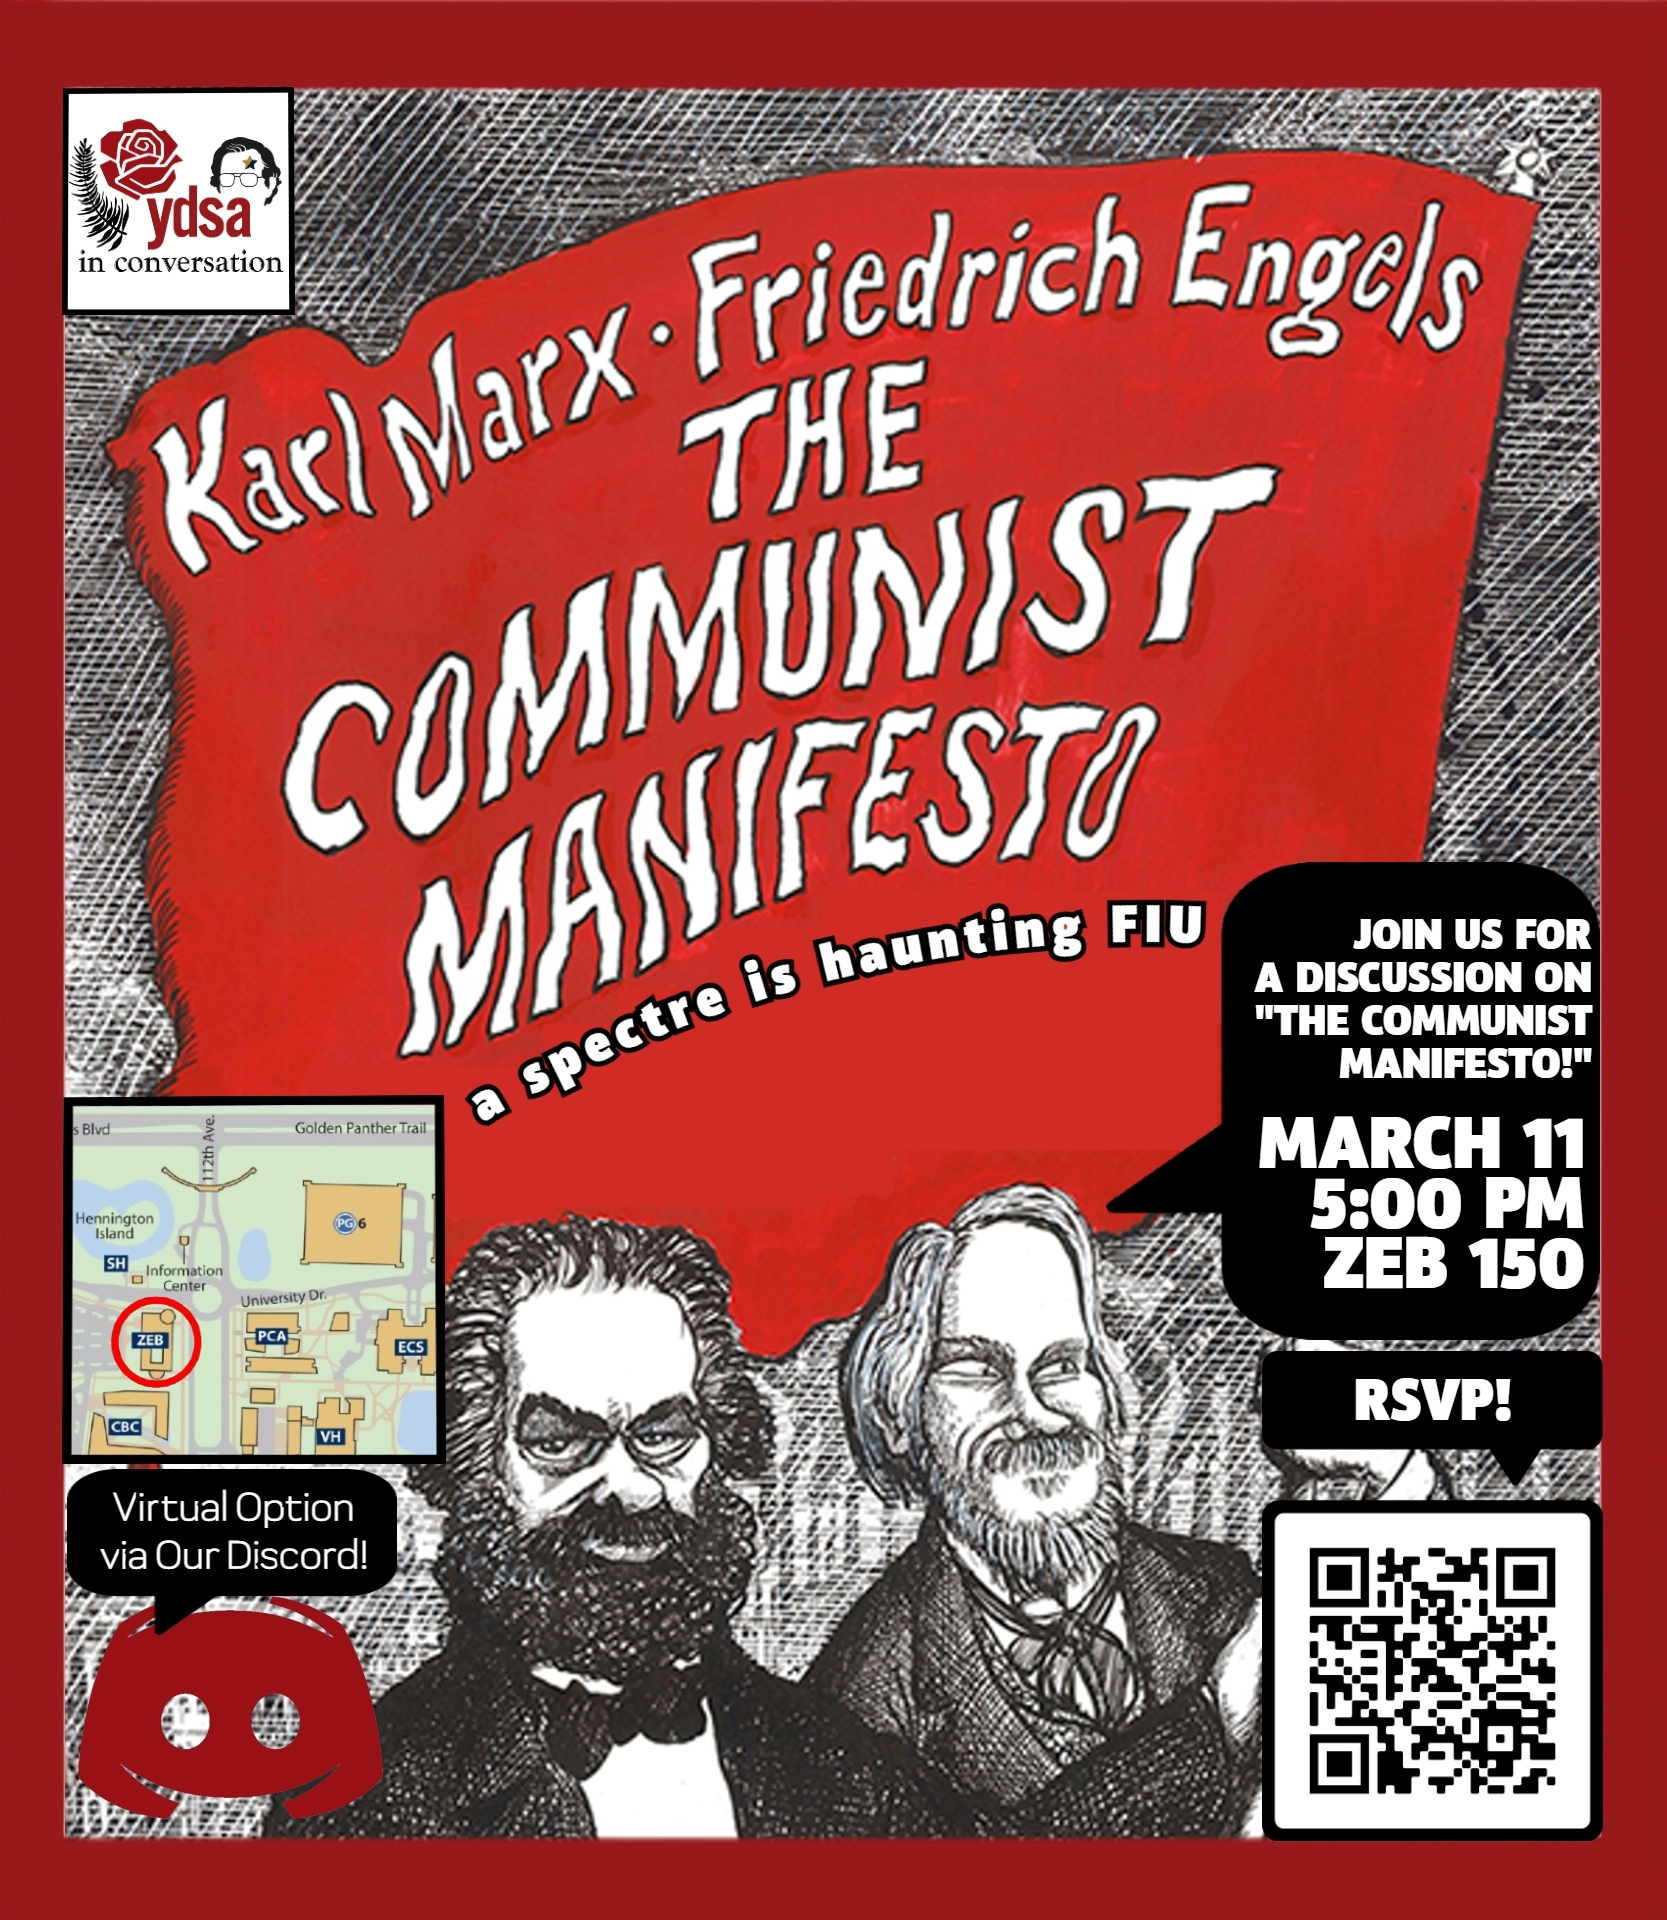 ydsa
in conversation
Karl Marx · Friedrich Engels
THE
COMMUNIST
MANIFESTO
a spectre is haunting FIU
JOIN US FOR
A DISCUSSION ON
"THE COMMUNIST
MANIFESTO!"
MARCH 11
5:00 PM
ZEB 150
s Blvd
112th Ave.
Golden Panther Trail
Hennington
Island
PG 6
SH
Information
Center
University Dr.
ZEB
PCA
ECS
CBC
VH
RSVP!
Virtual Option
via Our Discord!